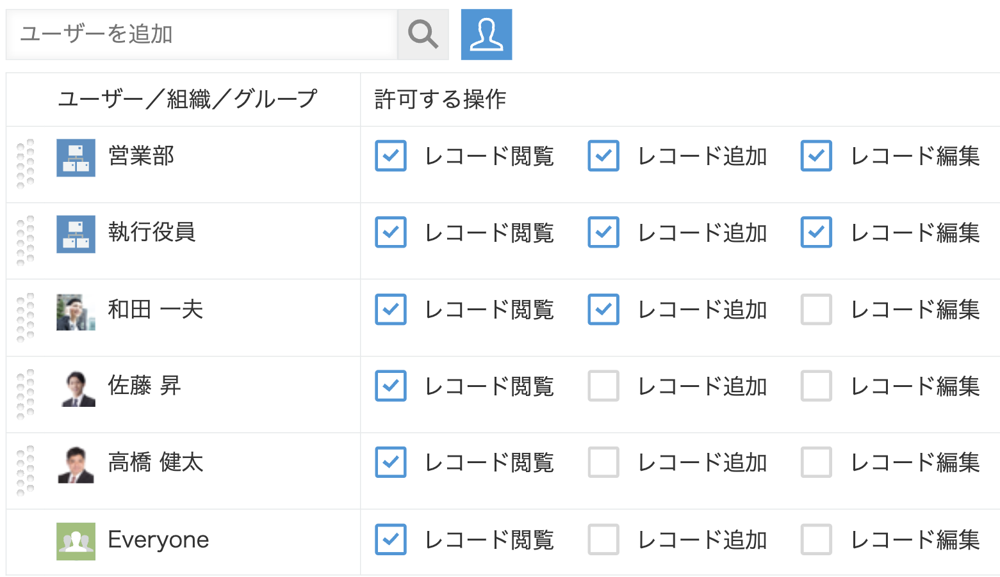 ユーザーを追加
ユーザー／組織／グループ 許可する操作
営業部 レコード閲覧 レコード追加 レコード編集
執行役員 レコード閲覧 レコード追加 レコード編集
和田 一夫 レコード閲覧 レコード追加 レコード編集
佐藤 昇 レコード閲覧 レコード追加 レコード編集
高橋 健太 レコード閲覧 レコード追加 レコード編集
Everyone レコード閲覧 レコード追加 レコード編集